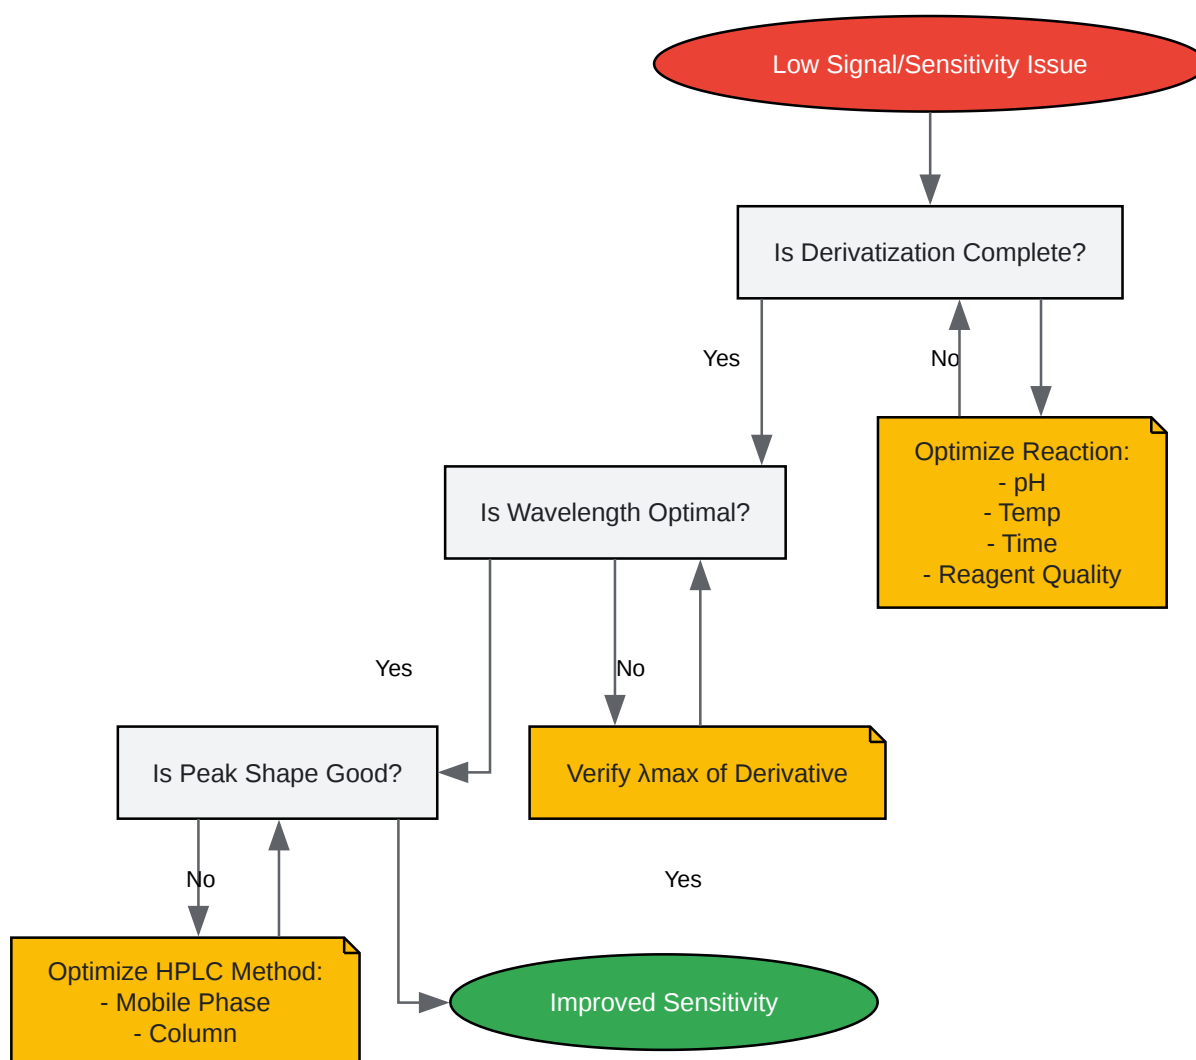 Low Signal/Sensitivity Issue
Is Derivatization Complete?
Yes
No
Optimize Reaction:
- pH
- Temp
- Time
- Reagent Quality
Is Wavelength Optimal?
Yes
No
Is Peak Shape Good?
Verify λmax of Derivative
No
Yes
Optimize HPLC Method:
- Mobile Phase
- Column
Improved Sensitivity